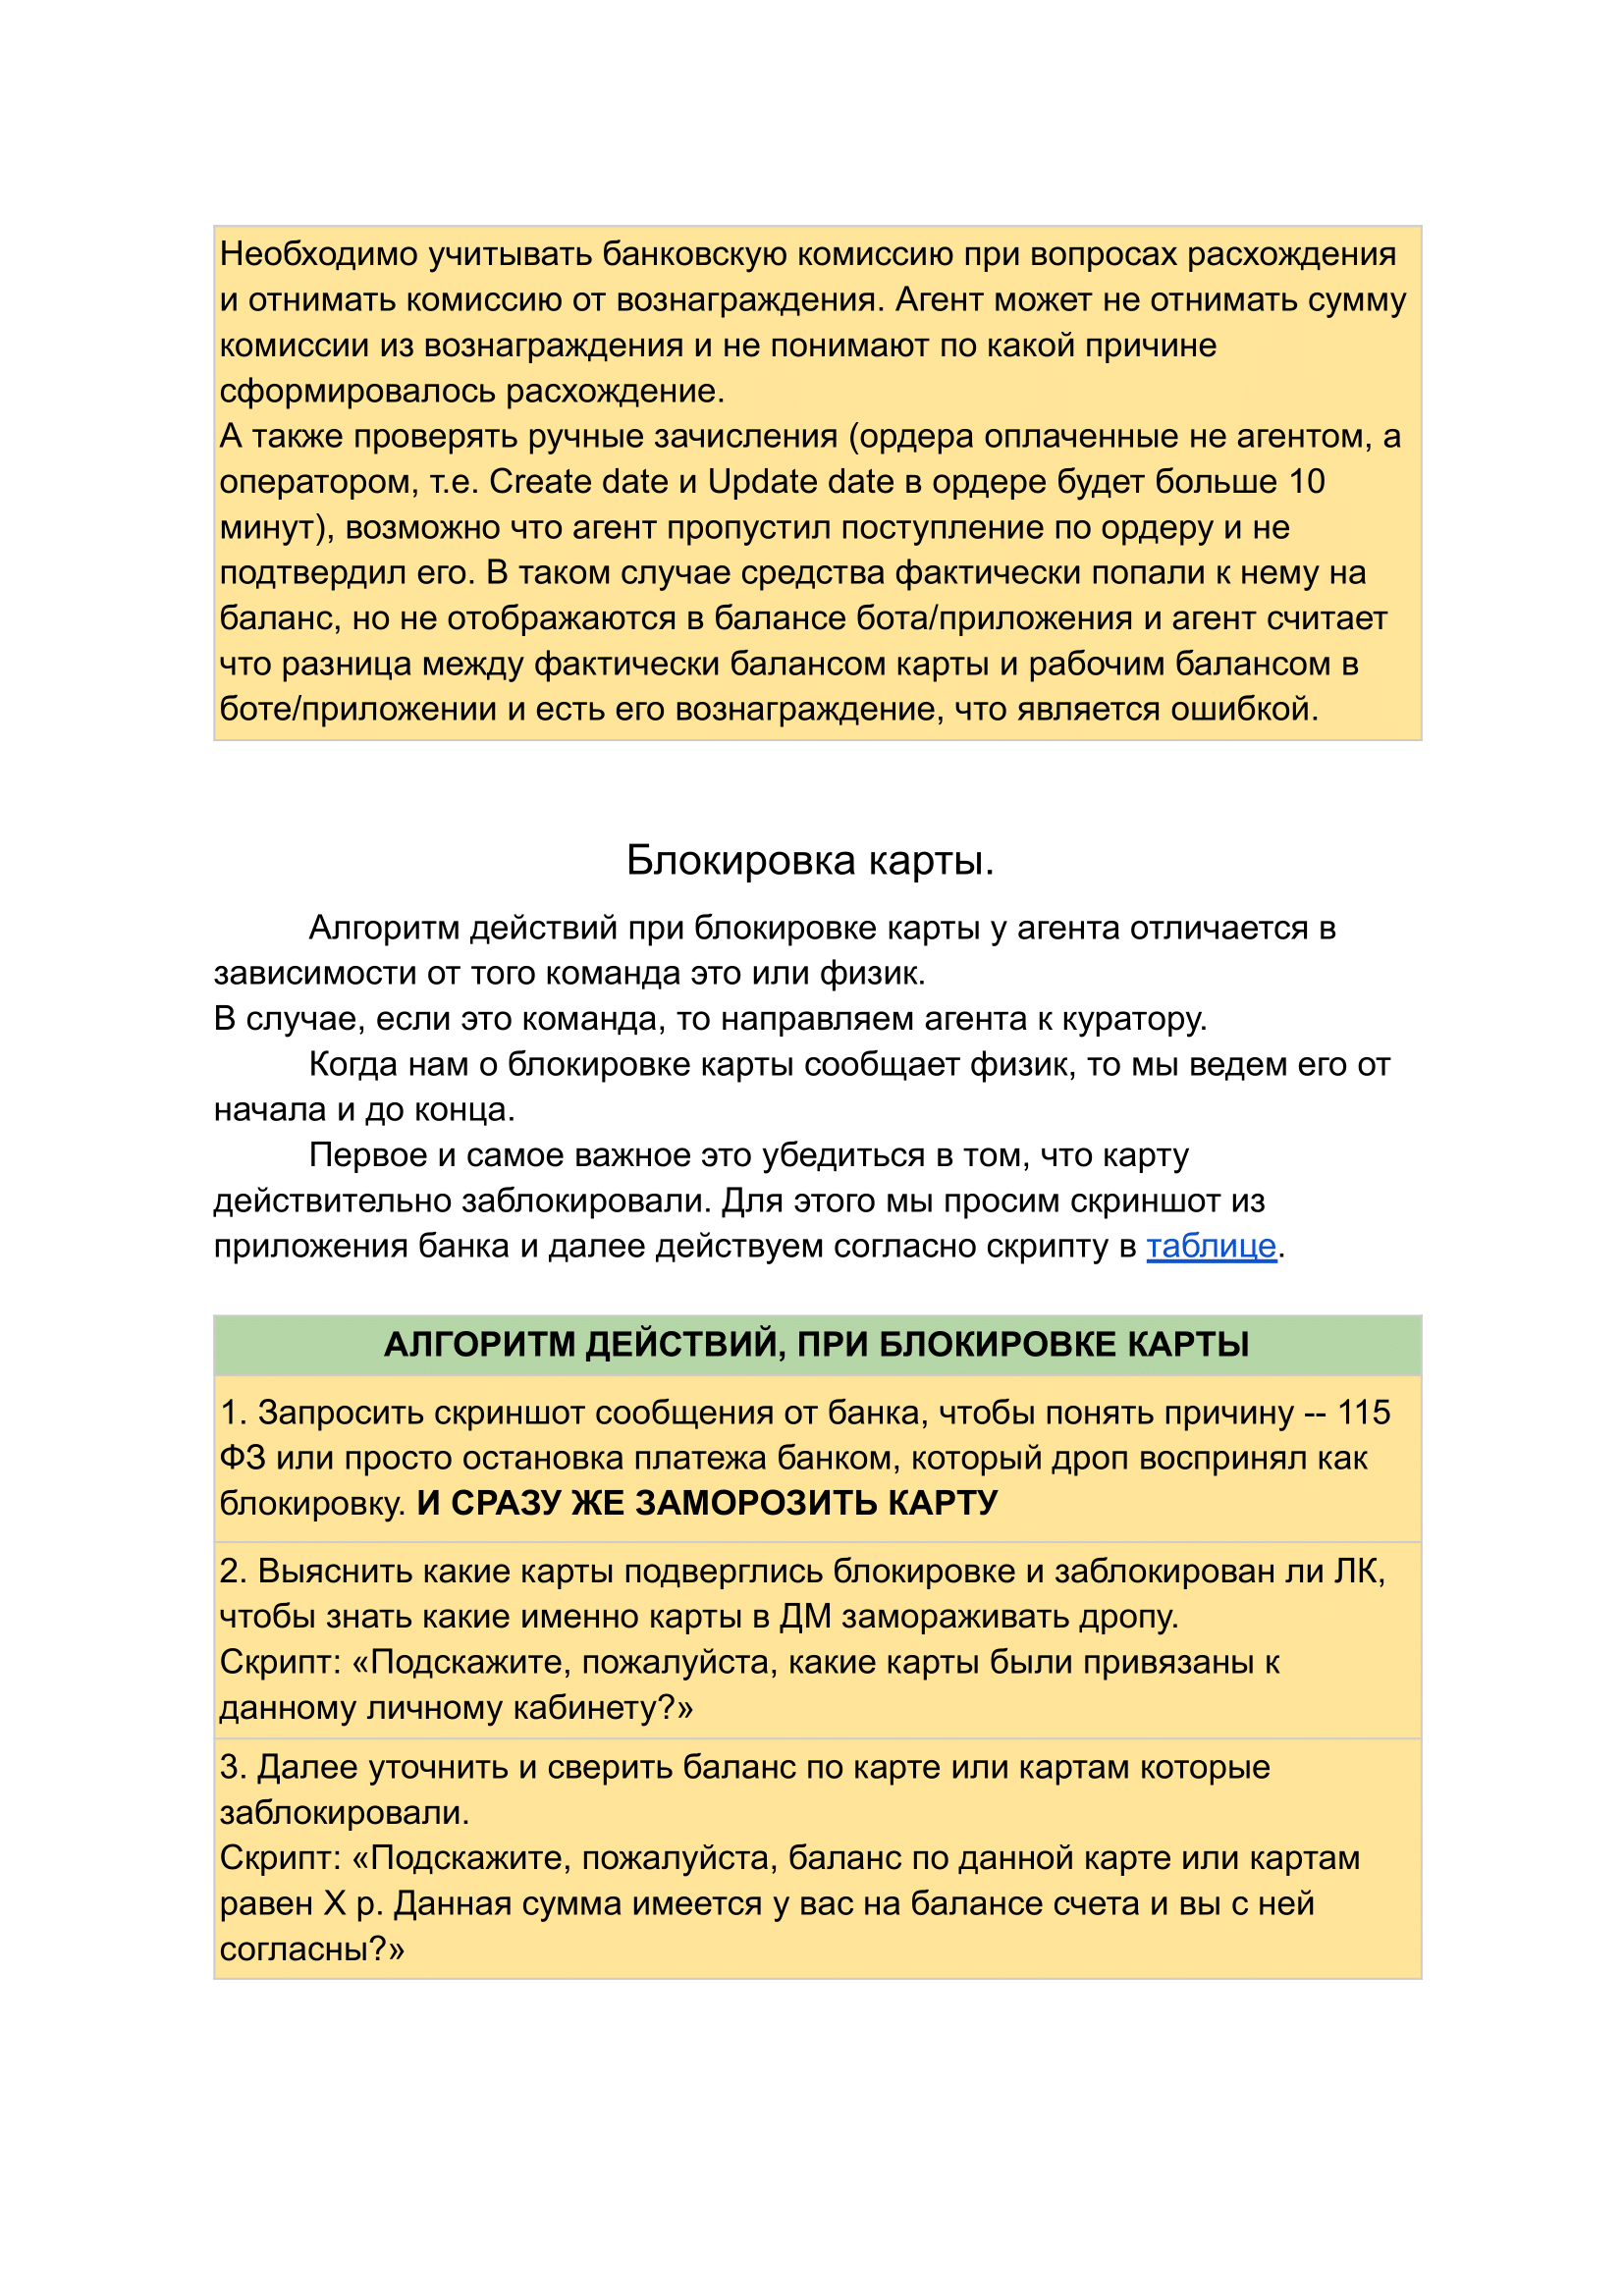 Необходимо учитывать банковскую комиссию при вопросах расхождения
и отнимать комиссию от вознаграждения. Агент может не отнимать сумму
комиссии из вознаграждения и не понимают по какой причине
сформировалось расхождение.
А также проверять ручные зачисления (ордера оплаченные не агентом, а
оператором, т.е. Create date и Update date в ордере будет больше 10
минут), возможно что агент пропустил поступление по ордеру и не
подтвердил его. В таком случае средства фактически попали к нему на
баланс, но не отображаются в балансе бота/приложения и агент считает
что разница между фактически балансом карты и рабочим балансом в
боте/приложении и есть его вознаграждение, что является ошибкой.
Блокировка карты.
Алгоритм действий при блокировке карты у агента отличается в
зависимости от того команда это или физик.
В случае, если это команда, то направляем агента к куратору.
Когда нам о блокировке карты сообщает физик, то мы ведем его от
начала и до конца.
Первое и самое важное это убедиться в том, что карту
действительно заблокировали. Для этого мы просим скриншот из
приложения банка и далее действуем согласно скрипту в таблице.
АЛГОРИТМ ДЕЙСТВИЙ, ПРИ БЛОКИРОВКЕ КАРТЫ
1. Запросить скриншот сообщения от банка, чтобы понять причину -- 115
ФЗ или просто остановка платежа банком, который дроп воспринял как
блокировку. И СРАЗУ ЖЕ ЗАМОРОЗИТЬ КАРТУ
2. Выяснить какие карты подверглись блокировке и заблокирован ли ЛК,
чтобы знать какие именно карты в ДМ замораживать дропу.
Скрипт: «Подскажите, пожалуйста, какие карты были привязаны к
данному личному кабинету?»
3. Далее уточнить и сверить баланс по карте или картам которые
заблокировали.
Скрипт: «Подскажите, пожалуйста, баланс по данной карте или картам
равен Х р. Данная сумма имеется у вас на балансе счета и вы с ней
согласны?»